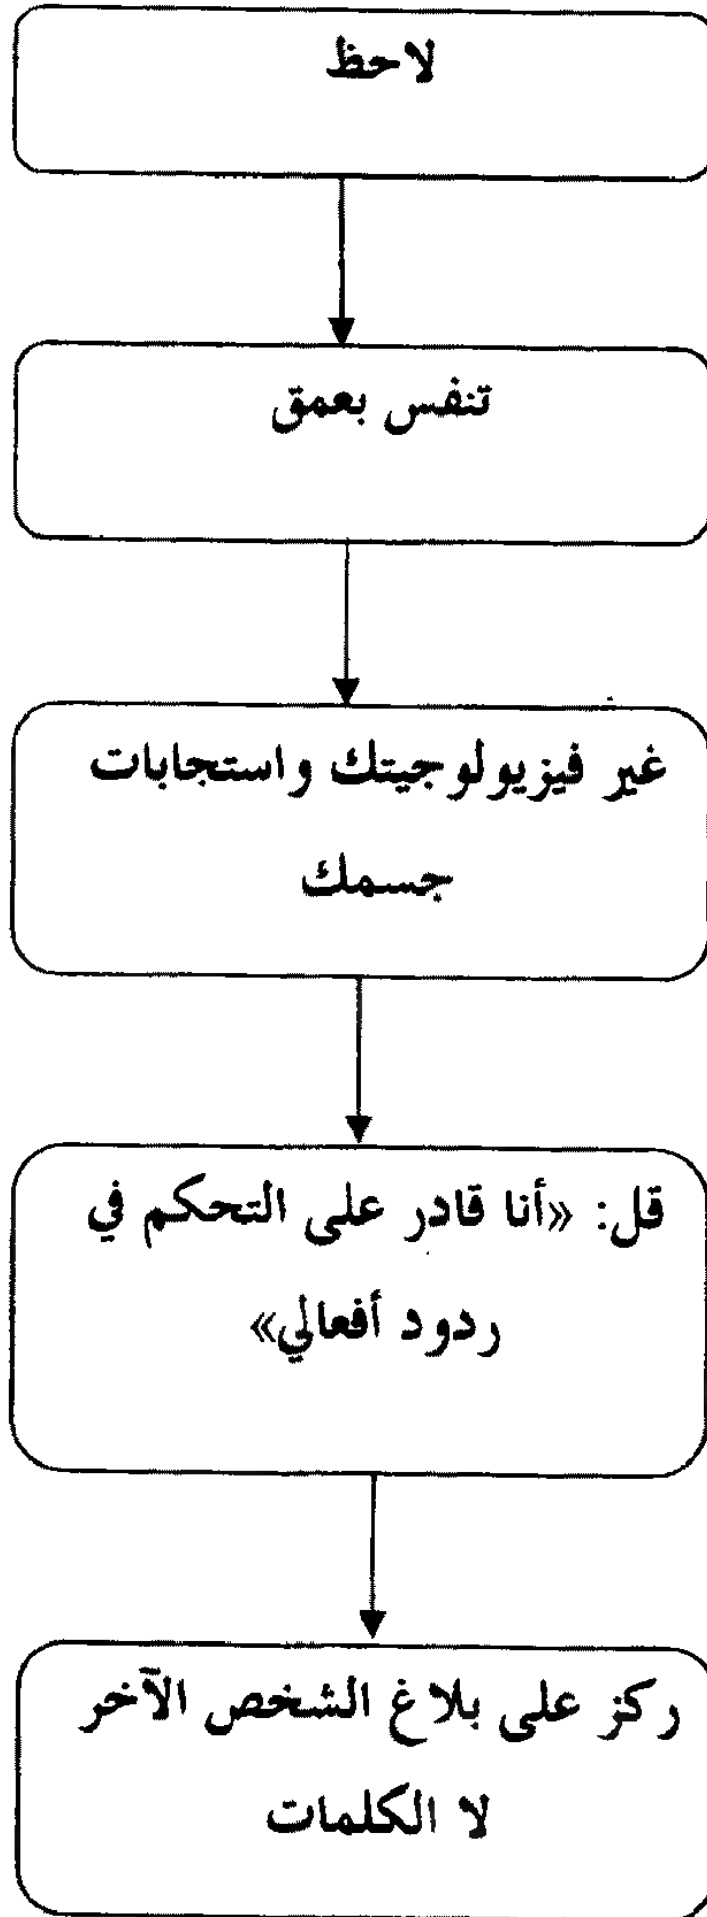 لاحظ
تنفس بعمق
غير فيزيولوجيتك واستجابات
جسمك
قل: «أنا قادر على التحكم في
ردود أفعالي»
ركز على بلاغ الشخص الآخر
لا الكلمات